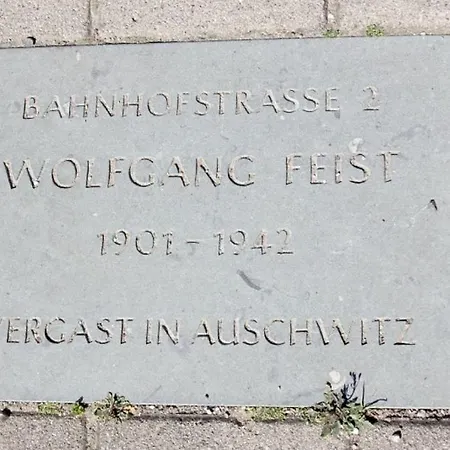 BAHNHOFSTRASSE 2
WOLFGANG FEIST
1901 - 1942
VERGAST IN AUSCHWITZ